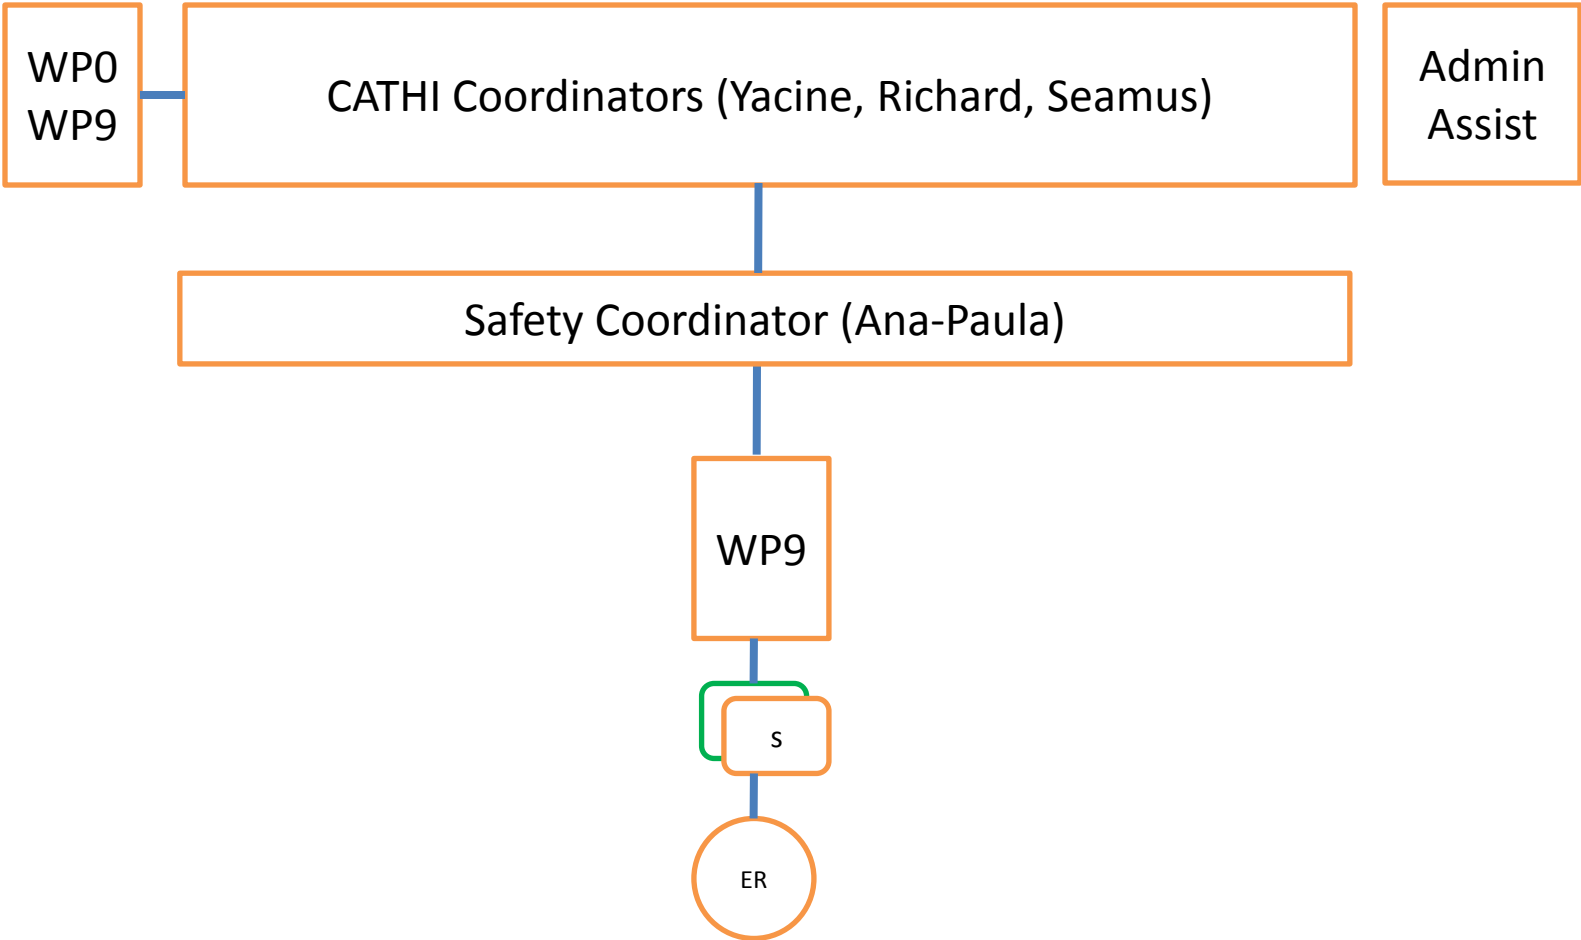 WP0
WP9
CATHI Coordinators (Yacine, Richard, Seamus)
Admin
Assist
Safety Coordinator (Ana-Paula)
WP9
s
ER